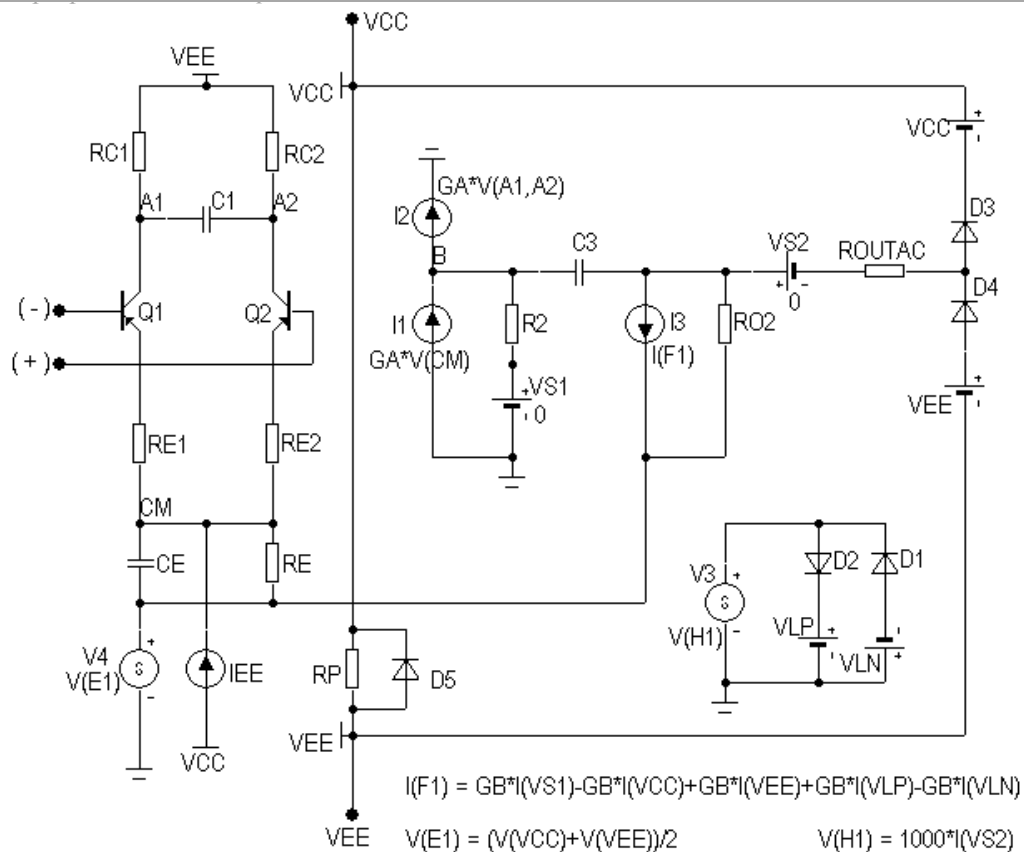 VCC
VEE
VCC
RC1
RC2
VCC
+
-
A1
C1
A2
GA*V(A1,A2)
I2
B
C3
VS2
+
-
0
ROUTAC
D3
D4
(-)
Q1
Q2
I1
GA*V(CM)
R2
I3
I(F1)
RO2
(+)
VS1
+
-
0
VEE
+
-
RE1
RE2
CM
CE
RE
V3
+
-
S
V(H1)
D2
D1
VLP
+
-
VLN
-
+
V4
V(E1)
+
-
S
IEE
RP
D5
VCC
VEE
I(F1) = GB*I(VS1)-GB*I(VCC)+GB*I(VEE)+GB*I(VLP)-GB*I(VLN)
VEE
V(E1) = (V(VCC)+V(VEE))/2
V(H1) = 1000*I(VS2)